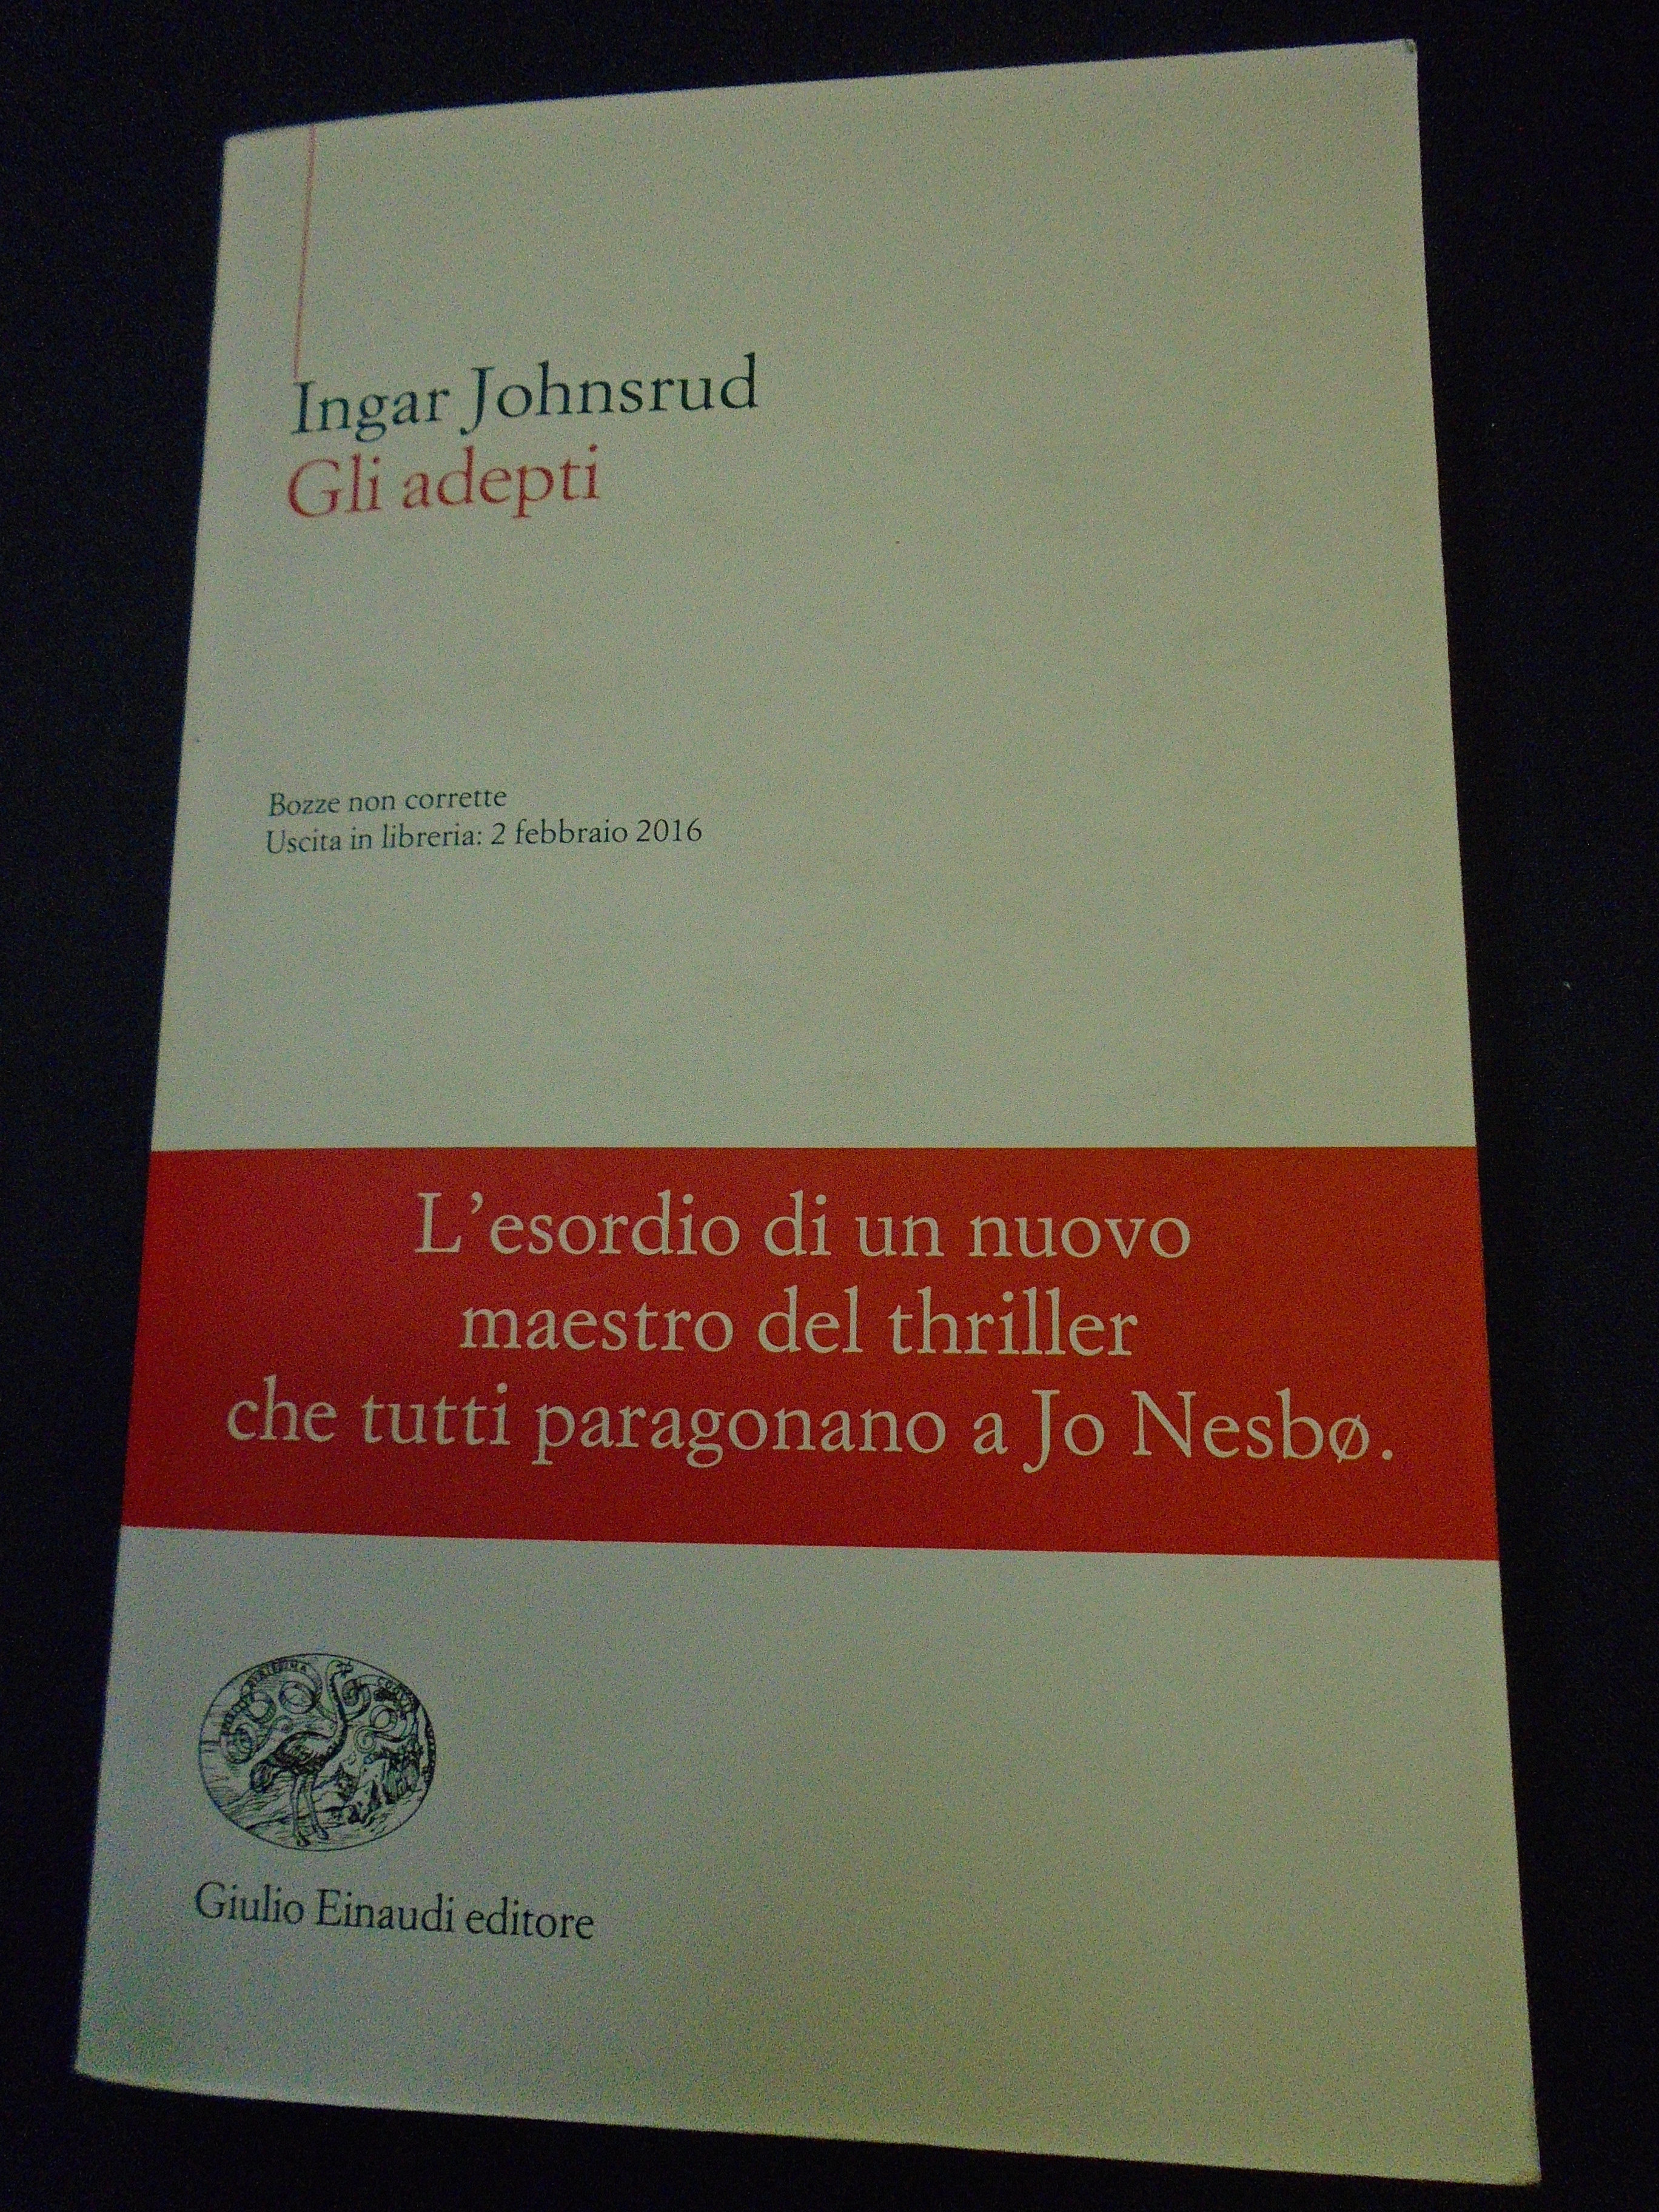 Ingar Johnsrud
Gli adepti
Bozze non corrette
Uscita in libreria: 2 febbraio 2016
L'esordio di un nuovo
maestro del thriller
che tutti paragonano a Jo Nesbø.
Giulio Einaudi editore